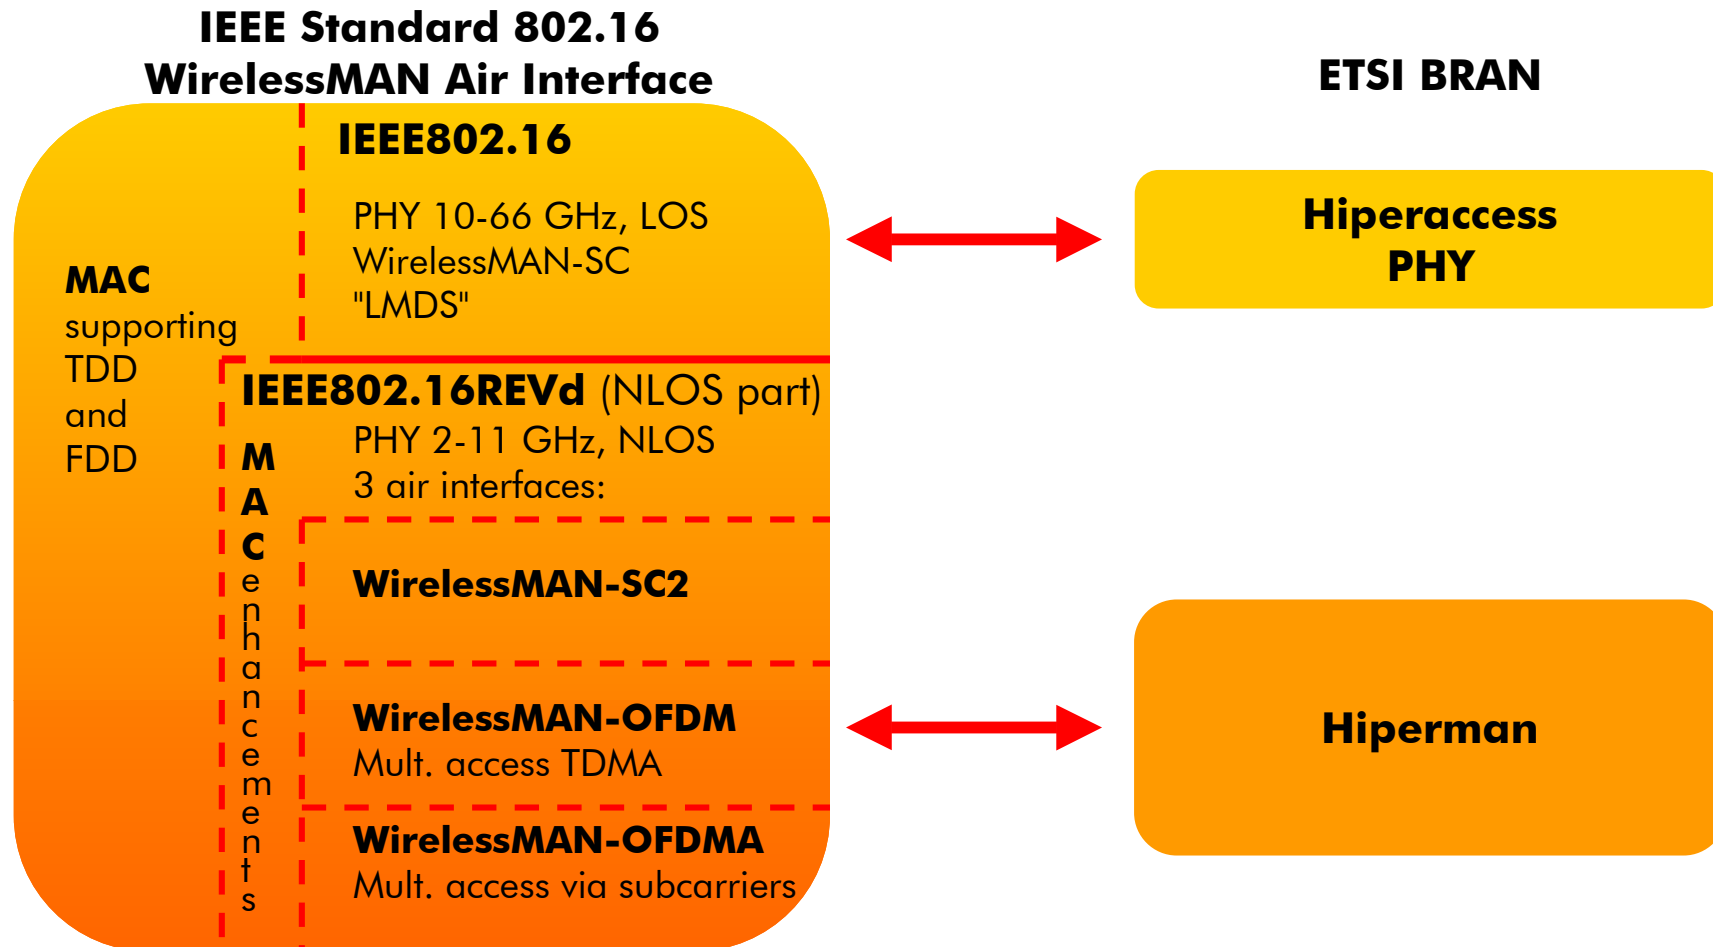 IEEE Standard 802.16
WirelessMAN Air Interface
ETSI BRAN
IEEE802.16
PHY 10-66 GHz, LOS
WirelessMAN-SC
"LMDS"
MAC
supporting
TDD
and
FDD
IEEE802.16REVd (NLOS part)
PHY 2-11 GHz, NLOS
3 air interfaces:
M
A
C
e
n
h
a
n
c
e
m
e
n
t
s
WirelessMAN-SC2
WirelessMAN-OFDM
Mult. access TDMA
WirelessMAN-OFDMA
Mult. access via subcarriers
Hiperaccess
PHY
Hiperman